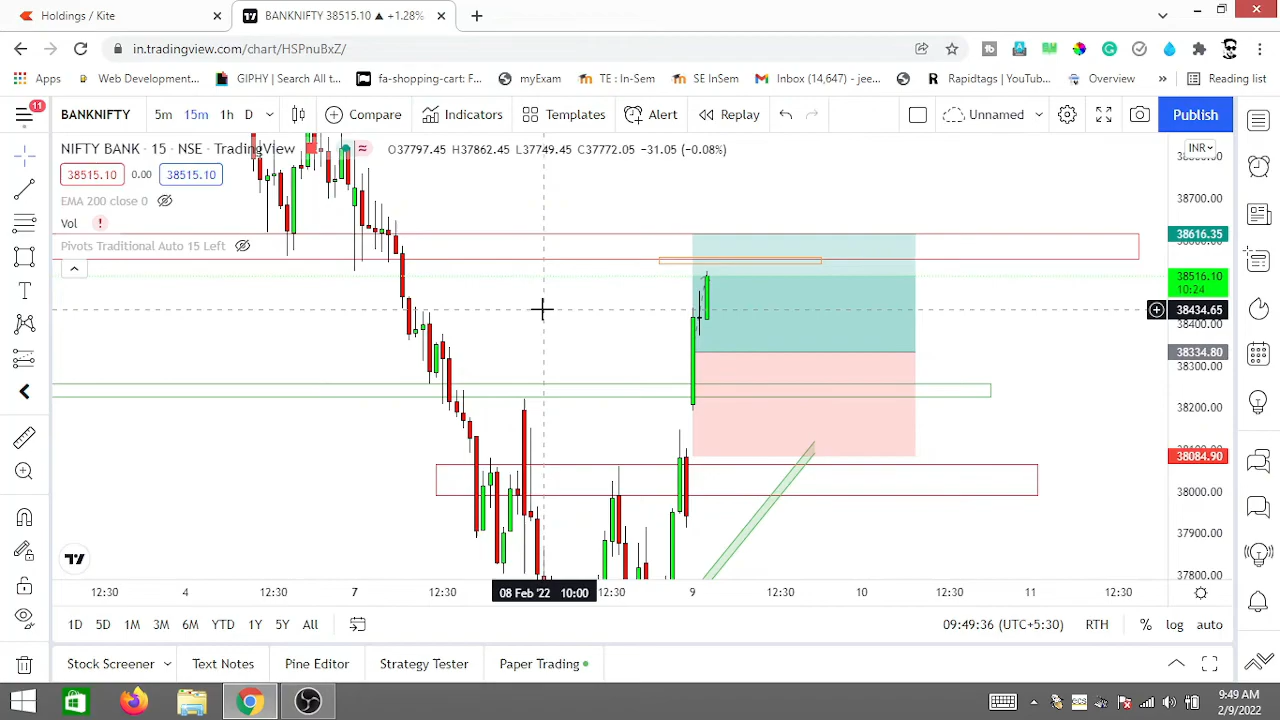 Holdings / Kite
BANKNIFTY 38515.10 ▲ +1.28%
in.tradingview.com/chart/HSPnuBxZ/
Apps Web Development... GIPHY | Search All t... fa-shopping-cart: F... myExam TE : In-Sem SE InSem Inbox (14,647) - jee... Rapidtags | YouTub... Overview » Reading list
11
BANKNIFTY 5m 15m 1h D Compare Indicators Templates Alert Replay Unnamed Publish
NIFTY BANK · 15 · NSE · TradingView O37797.45 H37862.45 L37749.45 C37772.05 -31.05 (-0.08%)
INR
38515.10 0.00 38515.10
EMA 200 close 0
Vol
Pivots Traditional Auto 15 Left
38700.00
38616.35
38516.10
10:24
38434.65
38400.00
38334.80
38300.00
38200.00
38084.90
38000.00
37900.00
37800.00
12:30 4 12:30 7 12:30 08 Feb '22 10:00 12:30 9 12:30 10 12:30 11 12:30
1D 5D 1M 3M 6M YTD 1Y 5Y All 09:49:36 (UTC+5:30) RTH % log auto
Stock Screener Text Notes Pine Editor Strategy Tester Paper Trading
9:49 AM
2/9/2022